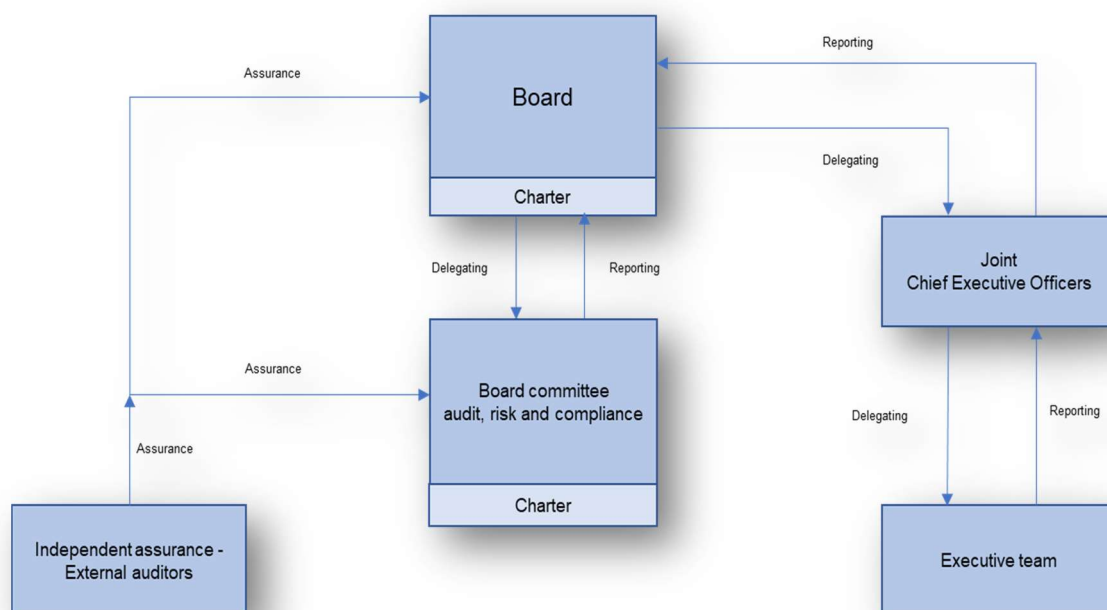 Reporting
Assurance
Board
Delegating
Charter
Delegating
Reporting
Joint
Chief Executive Officers
Assurance
Board committee
audit, risk and compliance
Delegating
Reporting
Assurance
Charter
Independent assurance -
External auditors
Executive team